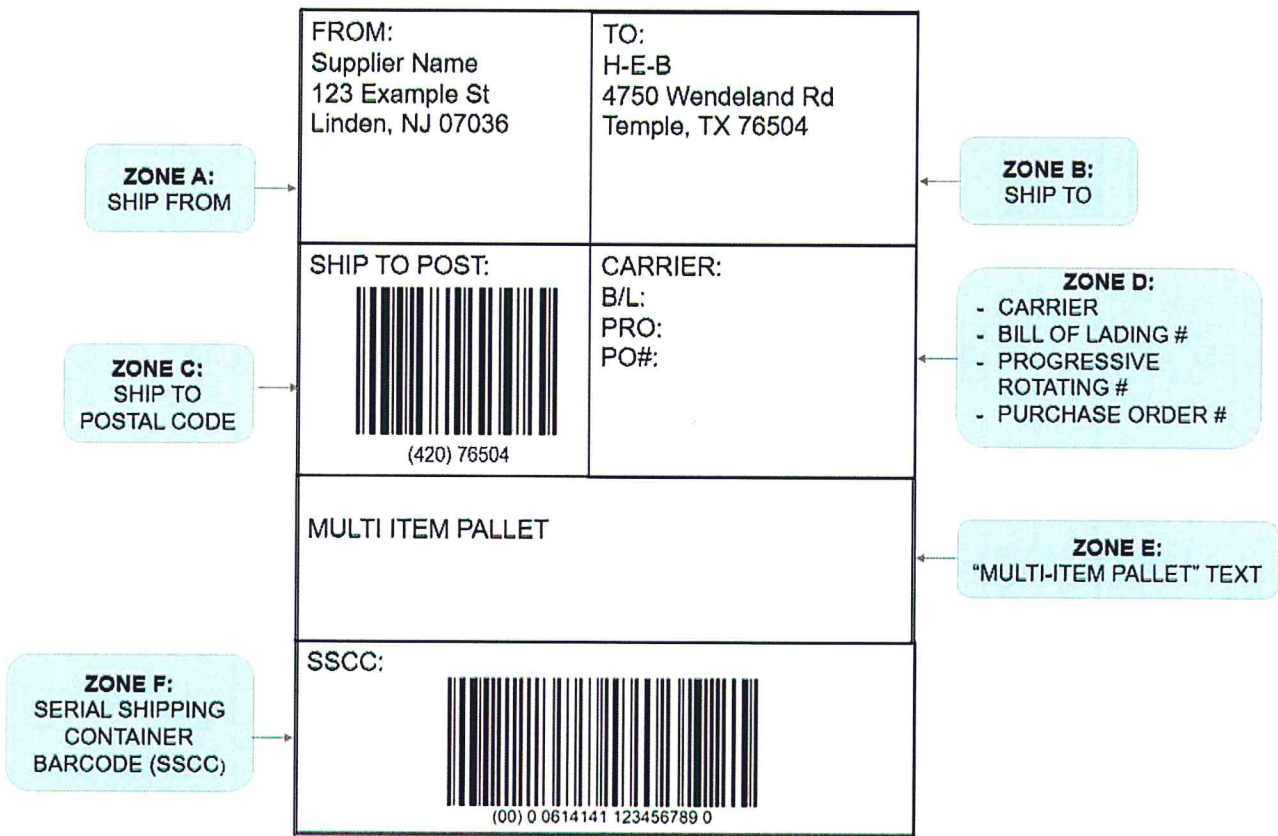 FROM:
Supplier Name
123 Example St
Linden, NJ 07036
TO:
H-E-B
4750 Wendeland Rd
Temple, TX 76504
ZONE A:
SHIP FROM
ZONE B:
SHIP TO
SHIP TO POST:
(420) 76504
CARRIER:
B/L:
PRO:
PO#:
ZONE C:
SHIP TO
POSTAL CODE
ZONE D:
- CARRIER
- BILL OF LADING #
- PROGRESSIVE
ROTATING #
- PURCHASE ORDER #
MULTI ITEM PALLET
ZONE E:
"MULTI-ITEM PALLET" TEXT
ZONE F:
SERIAL SHIPPING
CONTAINER
BARCODE (SSCC)
SSCC:
(00) 0 0614141 123456789 0